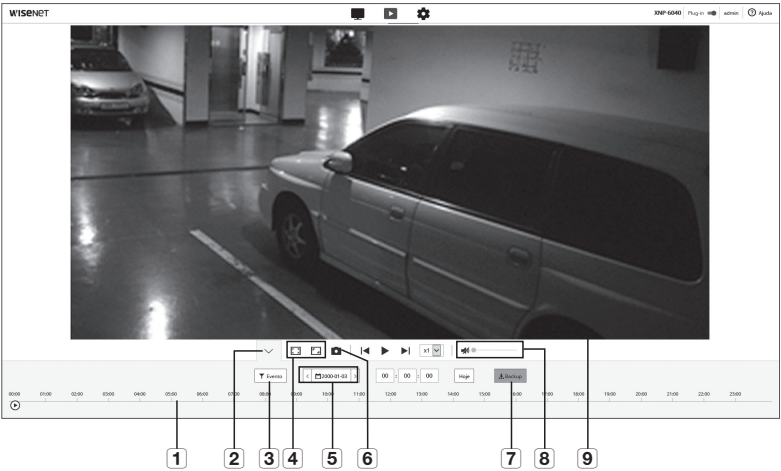 WISENET
XNP-6040 Plug-in admin ? Ajuda
x1
Evento < 2000-01-03 > 00 : 00 : 00 Hoje Backup
00:00 01:00 02:00 03:00 04:00 05:00 06:00 07:00 08:00 09:00 10:00 11:00 12:00 13:00 14:00 15:00 16:00 17:00 18:00 19:00 20:00 21:00 22:00 23:00
1 2 3 4 5 6 7 8 9